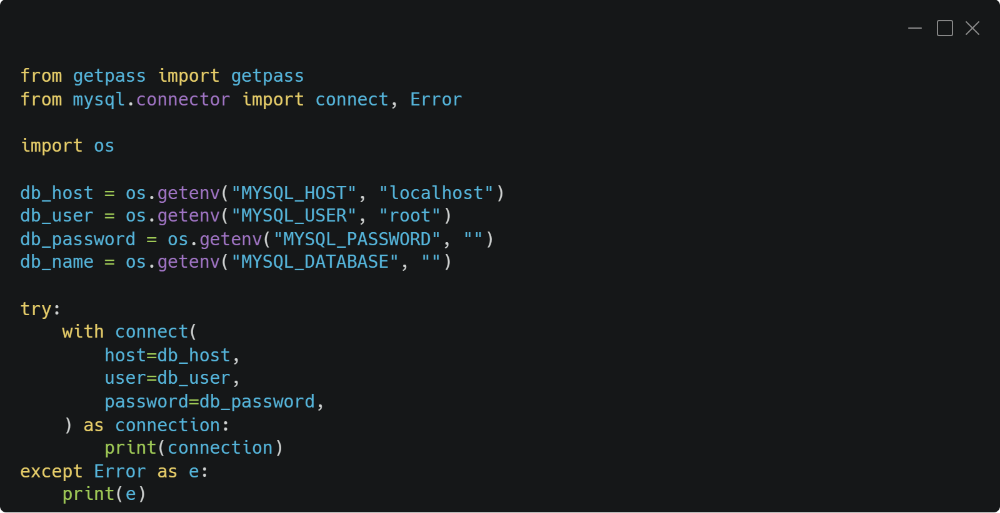 from getpass import getpass
from mysql.connector import connect, Error

import os

db_host = os.getenv("MYSQL_HOST", "localhost")
db_user = os.getenv("MYSQL_USER", "root")
db_password = os.getenv("MYSQL_PASSWORD", "")
db_name = os.getenv("MYSQL_DATABASE", "")

try:
    with connect(
        host=db_host,
        user=db_user,
        password=db_password,
    ) as connection:
        print(connection)
except Error as e:
    print(e)